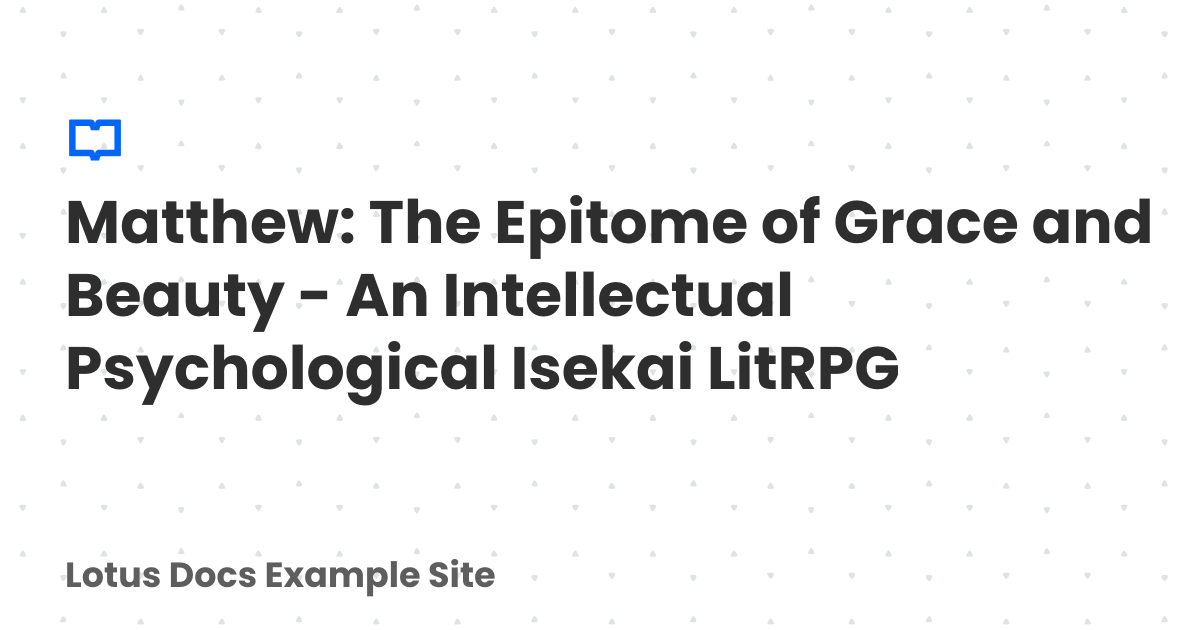 Matthew: The Epitome of Grace and
Beauty - An Intellectual
Psychological Isekai LitRPG
Lotus Docs Example Site